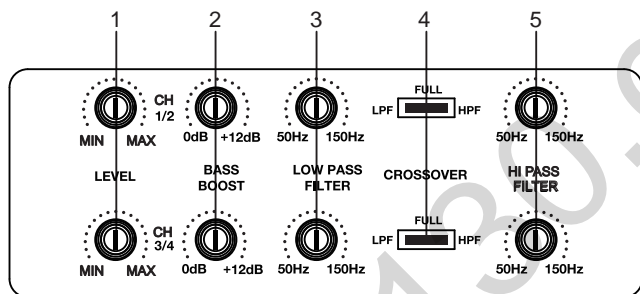 1 2 3 4 5
FULL
CH
1/2
LPF HPF
MIN MAX 0dB +12dB 50Hz 150Hz 50Hz 150Hz
LEVEL BASS BOOST LOW PASS FILTER CROSSOVER HI PASS FILTER
FULL
CH
3/4
LPF HPF
MIN MAX 0dB +12dB 50Hz 150Hz 50Hz 150Hz